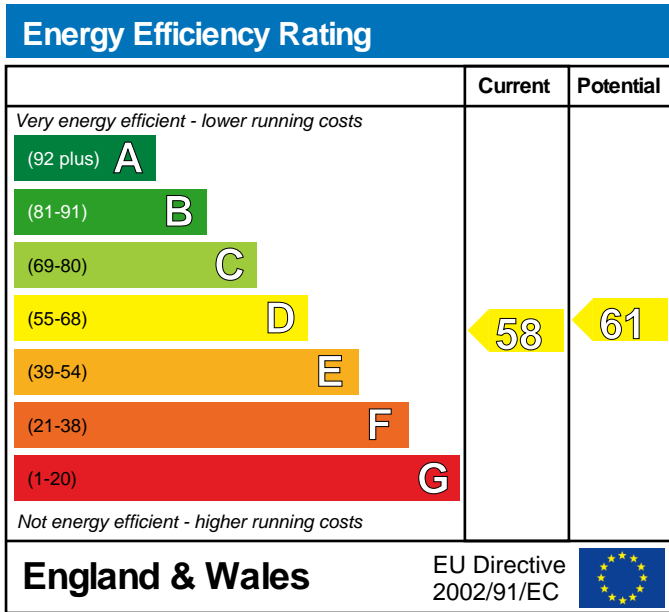 Energy Efficiency Rating
Current Potential
Very energy efficient - lower running costs
(92 plus) A
(81-91) B
(69-80) C
(55-68) D
58 61
(39-54) E
(21-38) F
(1-20) G
Not energy efficient - higher running costs
England & Wales
EU Directive
2002/91/EC